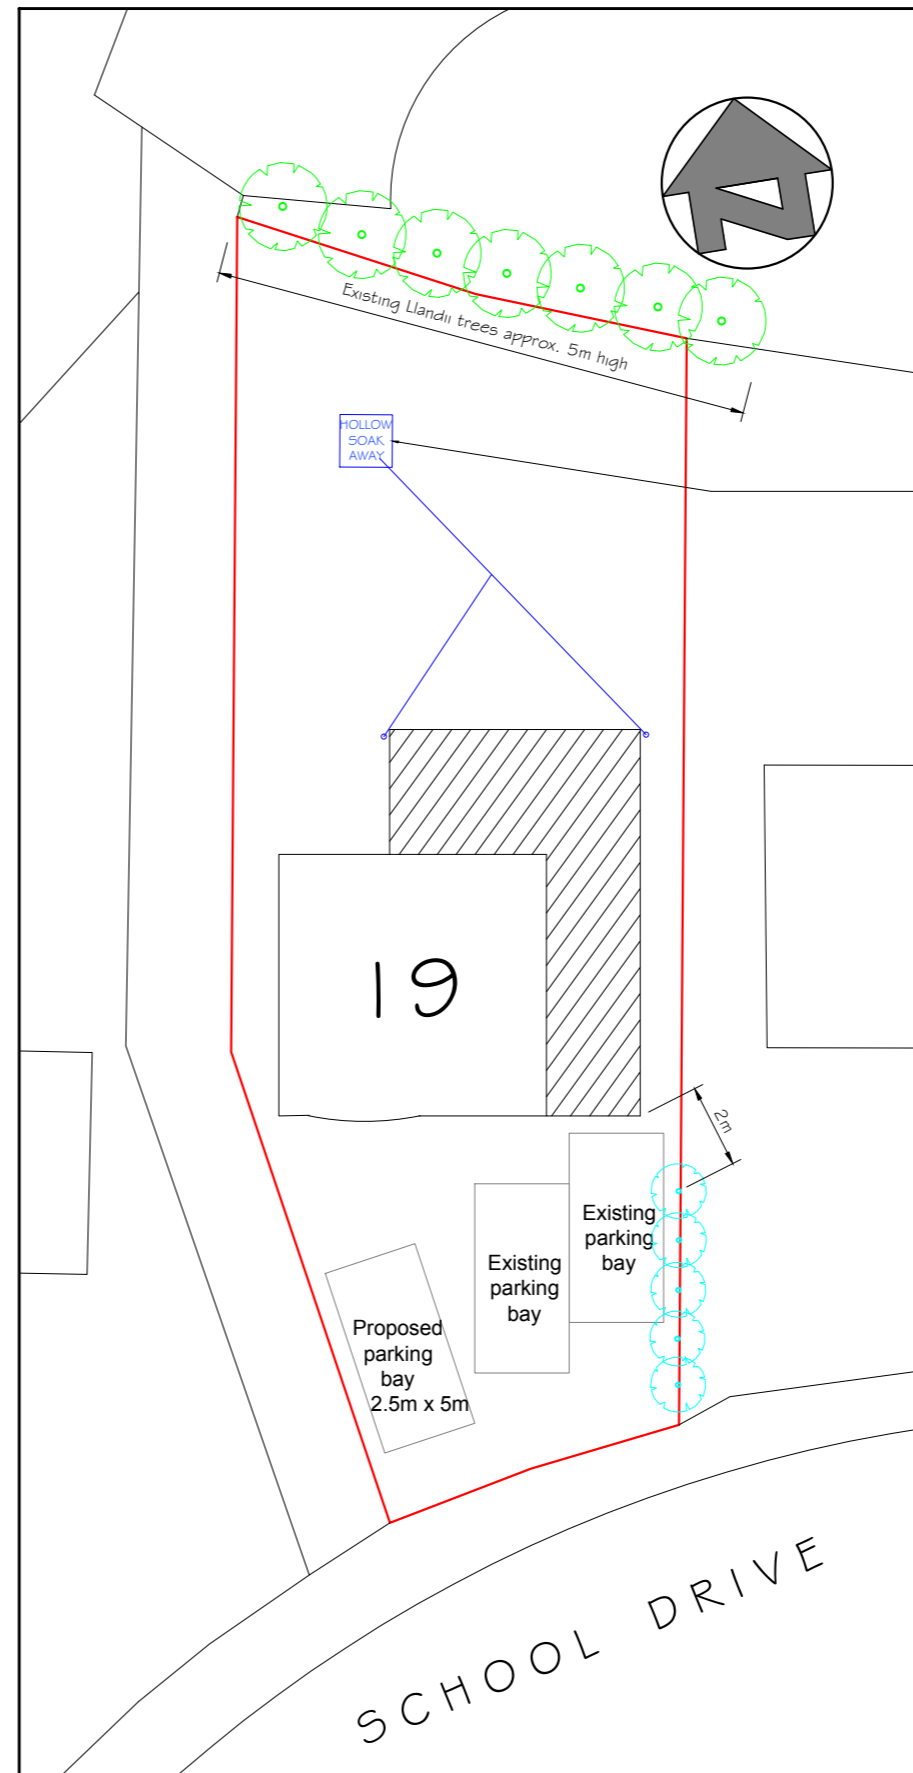 N
Existing Llandii trees approx. 5m high
HOLLOW
SOAK
AWAY
19
2m
Existing
parking
bay
Existing
parking
bay
Proposed
parking
bay
2.5m x 5m
SCHOOL DRIVE